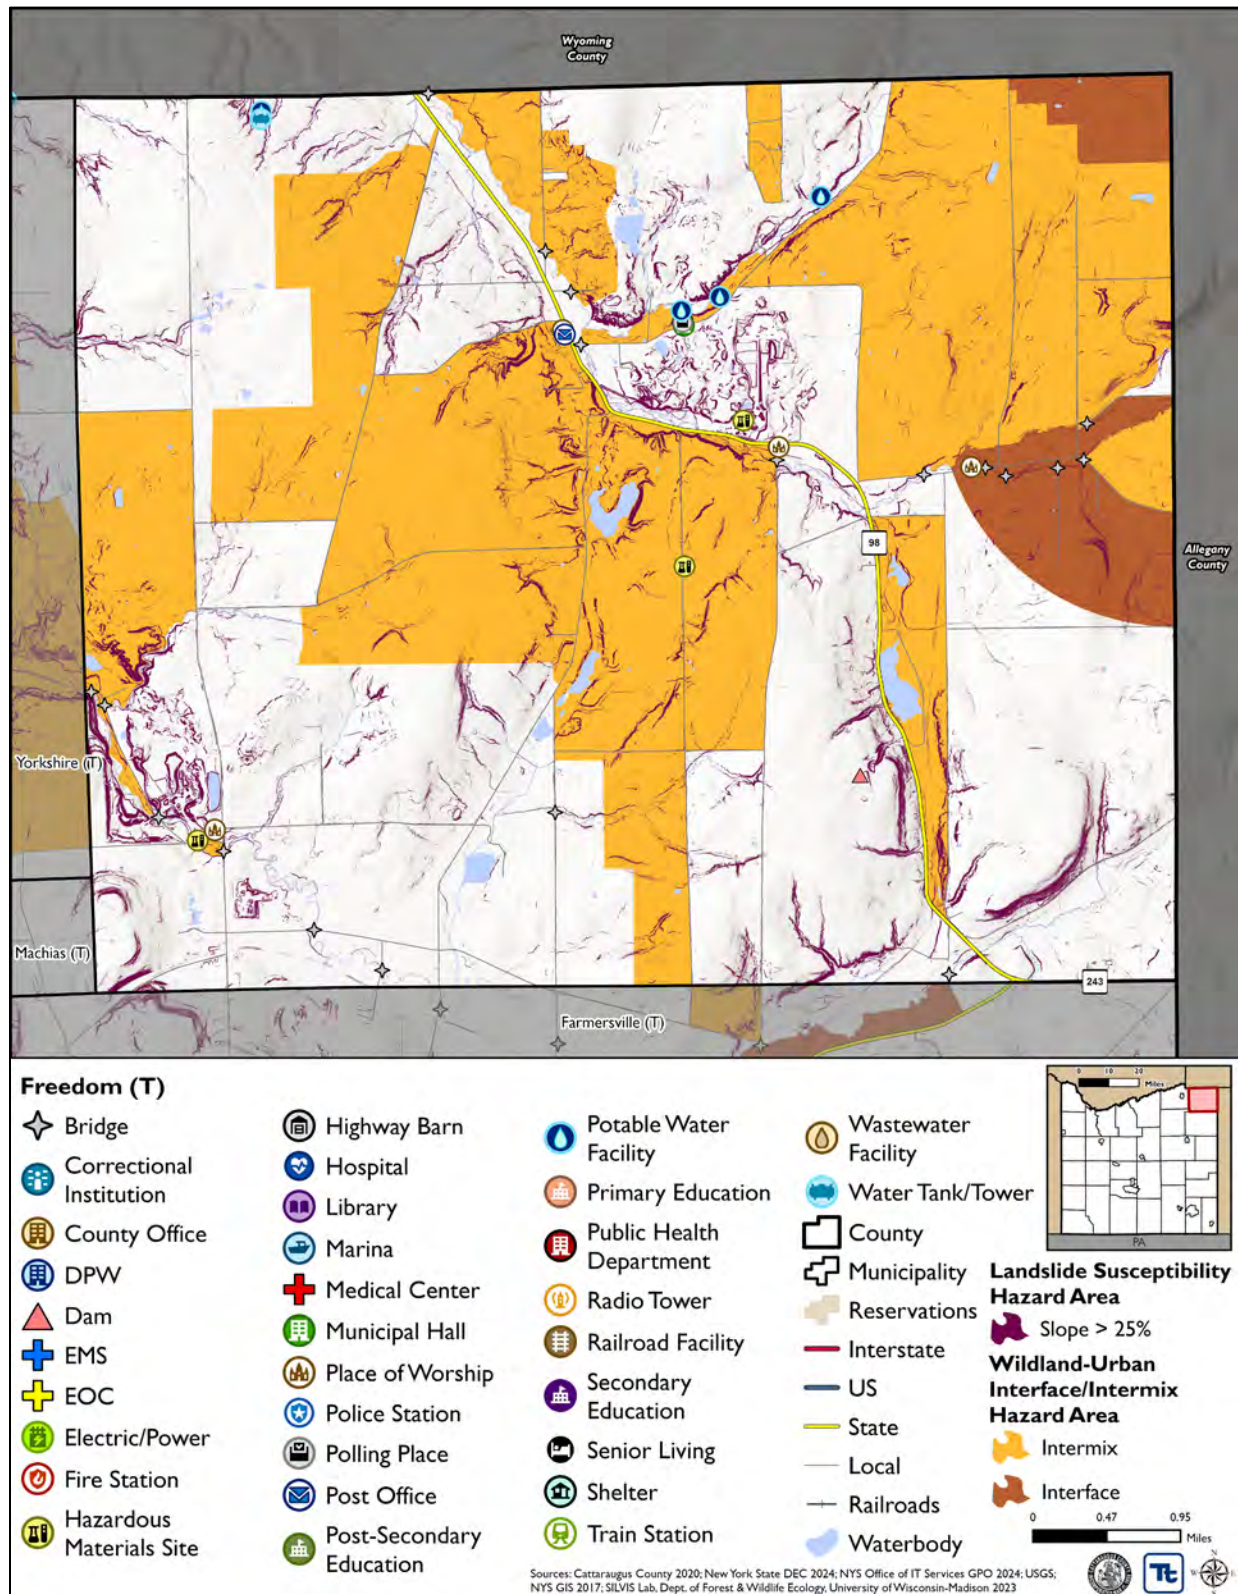 Wyoming
County
98
Allegany
County
Yorkshire (T)
Machias (T)
243
Farmersville (T)
Freedom (T)
Bridge
Correctional
Institution
County Office
DPW
Dam
EMS
EOC
Electric/Power
Fire Station
Hazardous
Materials Site
Highway Barn
Hospital
Library
Marina
Medical Center
Municipal Hall
Place of Worship
Police Station
Polling Place
Post Office
Post-Secondary
Education
Potable Water
Facility
Primary Education
Public Health
Department
Radio Tower
Railroad Facility
Secondary
Education
Senior Living
Shelter
Train Station
Wastewater
Facility
Water Tank/Tower
County
Municipality
Reservations
Interstate
US
State
Local
Railroads
Waterbody
0 10 20
Miles
PA
Landslide Susceptibility
Hazard Area
Slope > 25%
Wildland-Urban
Interface/Intermix
Hazard Area
Intermix
Interface
0 0.47 0.95
Miles
Sources: Cattaraugus County 2020; New York State DEC 2024; NYS Office of IT Services GPO 2024; USGS;
NYS GIS 2017; SILVIS Lab, Dept. of Forest & Wildlife Ecology, University of Wisconsin-Madison 2023
Tt
N
W E
S